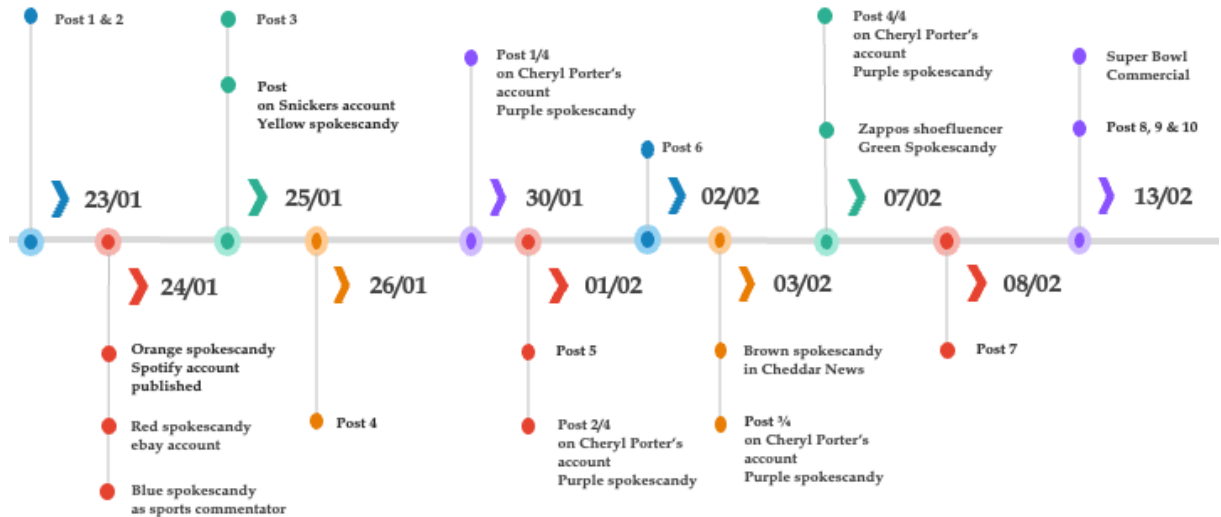 Post 1 & 2
23/01
24/01
Orange spokescandy
Spotify account
published
Red spokescandy
ebay account
Blue spokescandy
as sports commentator
Post 3
Post
on Snickers account
Yellow spokescandy
25/01
26/01
Post 4
Post 1/4
on Cheryl Porter's
account
Purple spokescandy
30/01
01/02
Post 5
Post 2/4
on Cheryl Porter's
account
Purple spokescandy
Post 6
02/02
03/02
Brown spokescandy
in Cheddar News
Post ¾
on Cheryl Porter's
account
Purple spokescandy
Post 4/4
on Cheryl Porter's
account
Purple spokescandy
Zappos shoefluencer
Green Spokescandy
07/02
08/02
Post 7
Super Bowl
Commercial
Post 8, 9 & 10
13/02